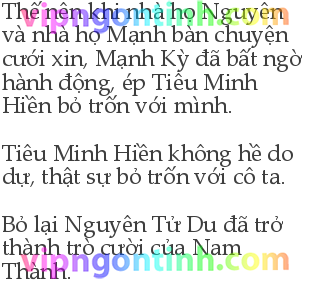 Thế nên khi nhà họ Nguyên
và nhà họ Mạnh bàn chuyện
cưới xin, Mạnh Kỳ đã bất ngờ
hành động, ép Tiêu Minh
Hiền bỏ trốn với mình.
Tiêu Minh Hiền không hề do
dự, thật sự bỏ trốn với cô ta.
Bỏ lại Nguyên Tử Du đã trở
thành trò cười của Nam
Thành.
vipngontinh.com
vipngontinh.com